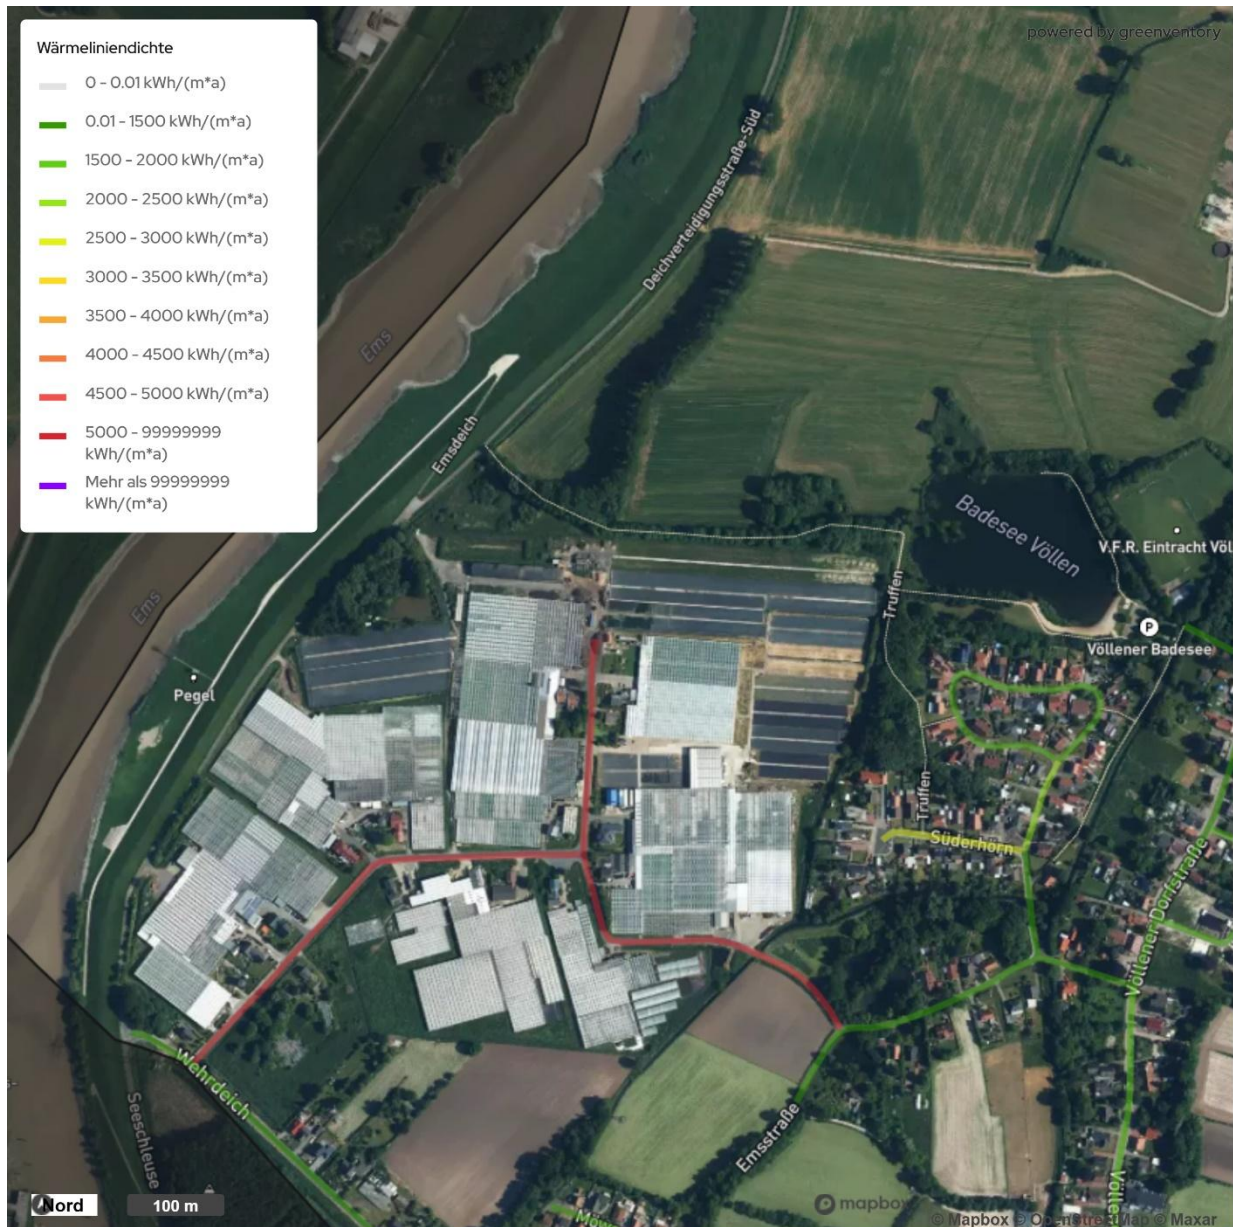 Wärmeliniendichte
0 - 0.01 kWh/(m*a)
0.01 - 1500 kWh/(m*a)
1500 - 2000 kWh/(m*a)
2000 - 2500 kWh/(m*a)
2500 - 3000 kWh/(m*a)
3000 - 3500 kWh/(m*a)
3500 - 4000 kWh/(m*a)
4000 - 4500 kWh/(m*a)
4500 - 5000 kWh/(m*a)
5000 - 99999999
kWh/(m*a)
Mehr als 99999999
kWh/(m*a)
powered by greenventory
Deichverteidigungsstraße-Süd
Ems
Emsdeich
Badesee Völlen
V.F.R. Eintracht Völ
Ems
Truffen
P
Völlener Badesee
Pegel
Truffen
Süderhörn
Völlener Dorfstraße
Wehrdeich
Seeschleuse
Emsstraße
Völlene
Möw
Nord
100 m
mapbox
© Mapbox © OpenStreetMap © Maxar